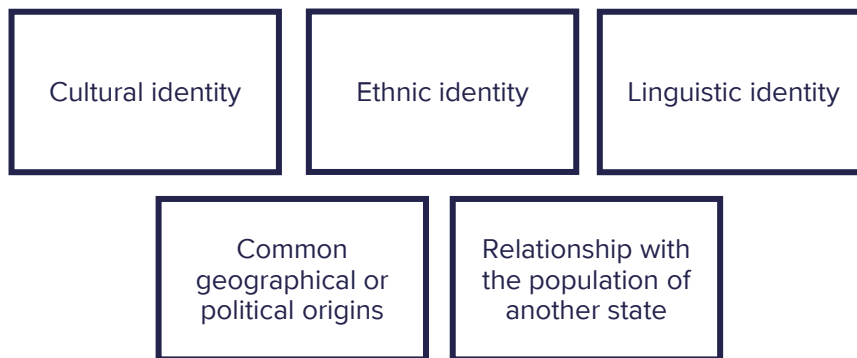 Cultural identity
Ethnic identity
Linguistic identity
Common
geographical or
political origins
Relationship with
the population of
another state